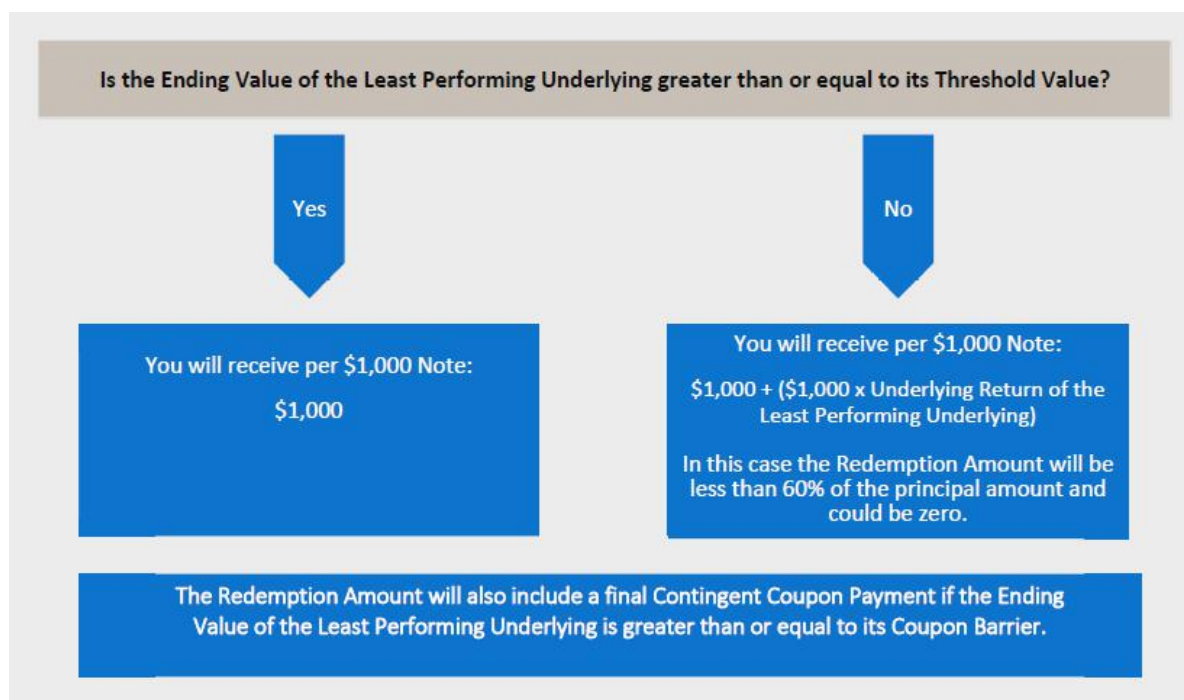 Is the Ending Value of the Least Performing Underlying greater than or equal to its Threshold Value?
Yes
No
You will receive per $1,000 Note:
$1,000
You will receive per $1,000 Note:
$1,000 + ($1,000 x Underlying Return of the
Least Performing Underlying)
In this case the Redemption Amount will be
less than 60% of the principal amount and
could be zero.
The Redemption Amount will also include a final Contingent Coupon Payment if the Ending
Value of the Least Performing Underlying is greater than or equal to its Coupon Barrier.